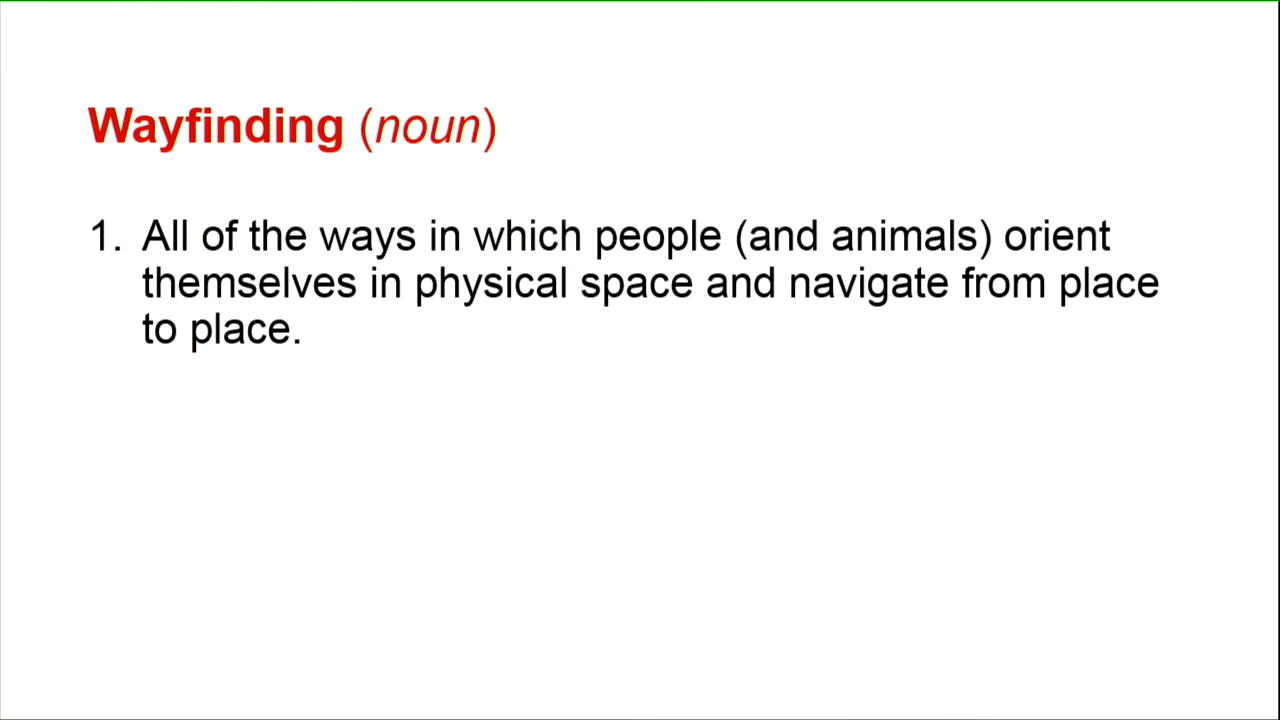 Wayfinding (noun)
1. All of the ways in which people (and animals) orient
themselves in physical space and navigate from place
to place.